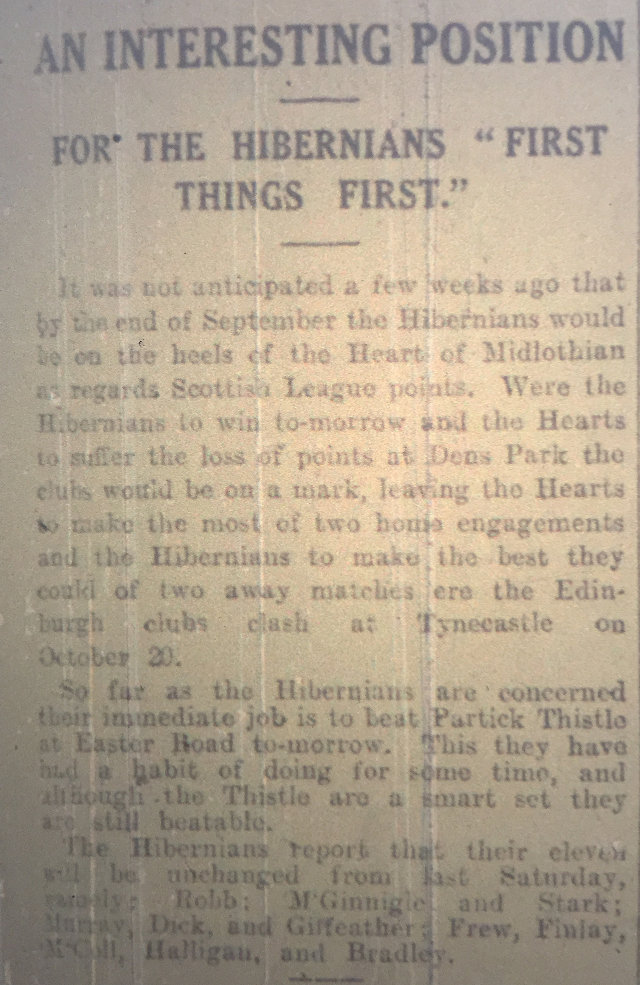 AN INTERESTING POSITION
FOR THE HIBERNIANS "FIRST
THINGS FIRST."
It was not anticipated a few weeks ago that
by the end of September the Hibernians would
be on the heels of the Heart of Midlothian
as regards Scottish League points. Were the
Hibernians to win to-morrow and the Hearts
to suffer the loss of points at Dens Park the
clubs would be on a mark, leaving the Hearts
to make the most of two home engagements
and the Hibernians to make the best they
could of two away matches ere the Edin-
burgh clubs clash at Tynecastle on
October 20.
So far as the Hibernians are concerned
their immediate job is to beat Partick Thistle
at Easter Road to-morrow. This they have
had a habit of doing for some time, and
although the Thistle are a smart set they
are still beatable.
The Hibernians report that their eleven
will be unchanged from last Saturday,
namely: Robb; M'Ginnigle and Stark;
Murray, Dick, and Giffeather; Frew, Finlay,
M'Coll, Halligan, and Bradley.